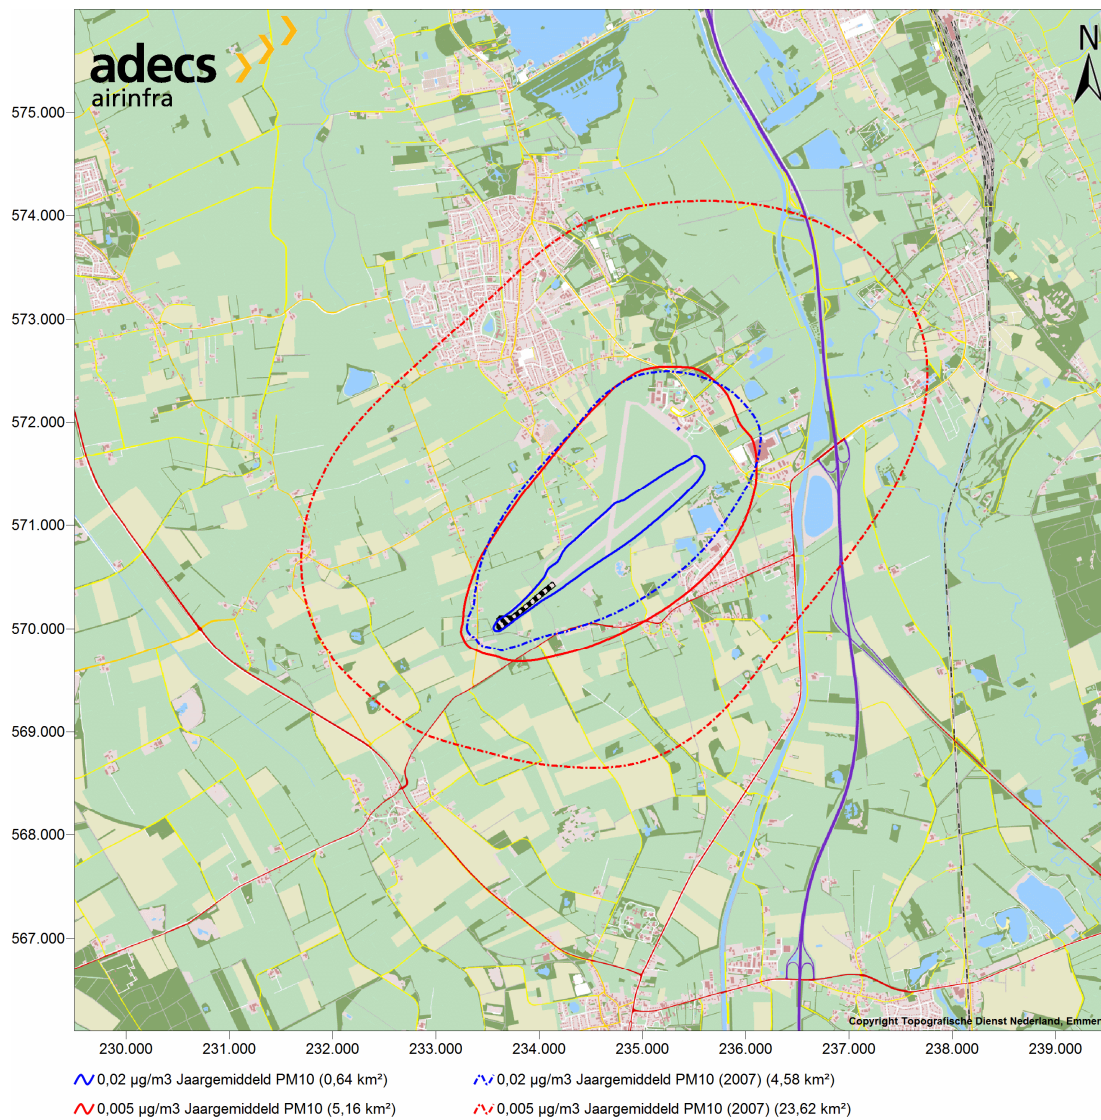 adecs
airinfra
N
575.000
574.000
573.000
572.000
571.000
570.000
569.000
568.000
567.000
Copyright Topografische Dienst Nederland, Emmen
230.000 231.000 232.000 233.000 234.000 235.000 236.000 237.000 238.000 239.000
0,02 µg/m3 Jaargemiddeld PM10 (0,64 km²) 0,02 µg/m3 Jaargemiddeld PM10 (2007) (4,58 km²)
0,005 µg/m3 Jaargemiddeld PM10 (5,16 km²) 0,005 µg/m3 Jaargemiddeld PM10 (2007) (23,62 km²)